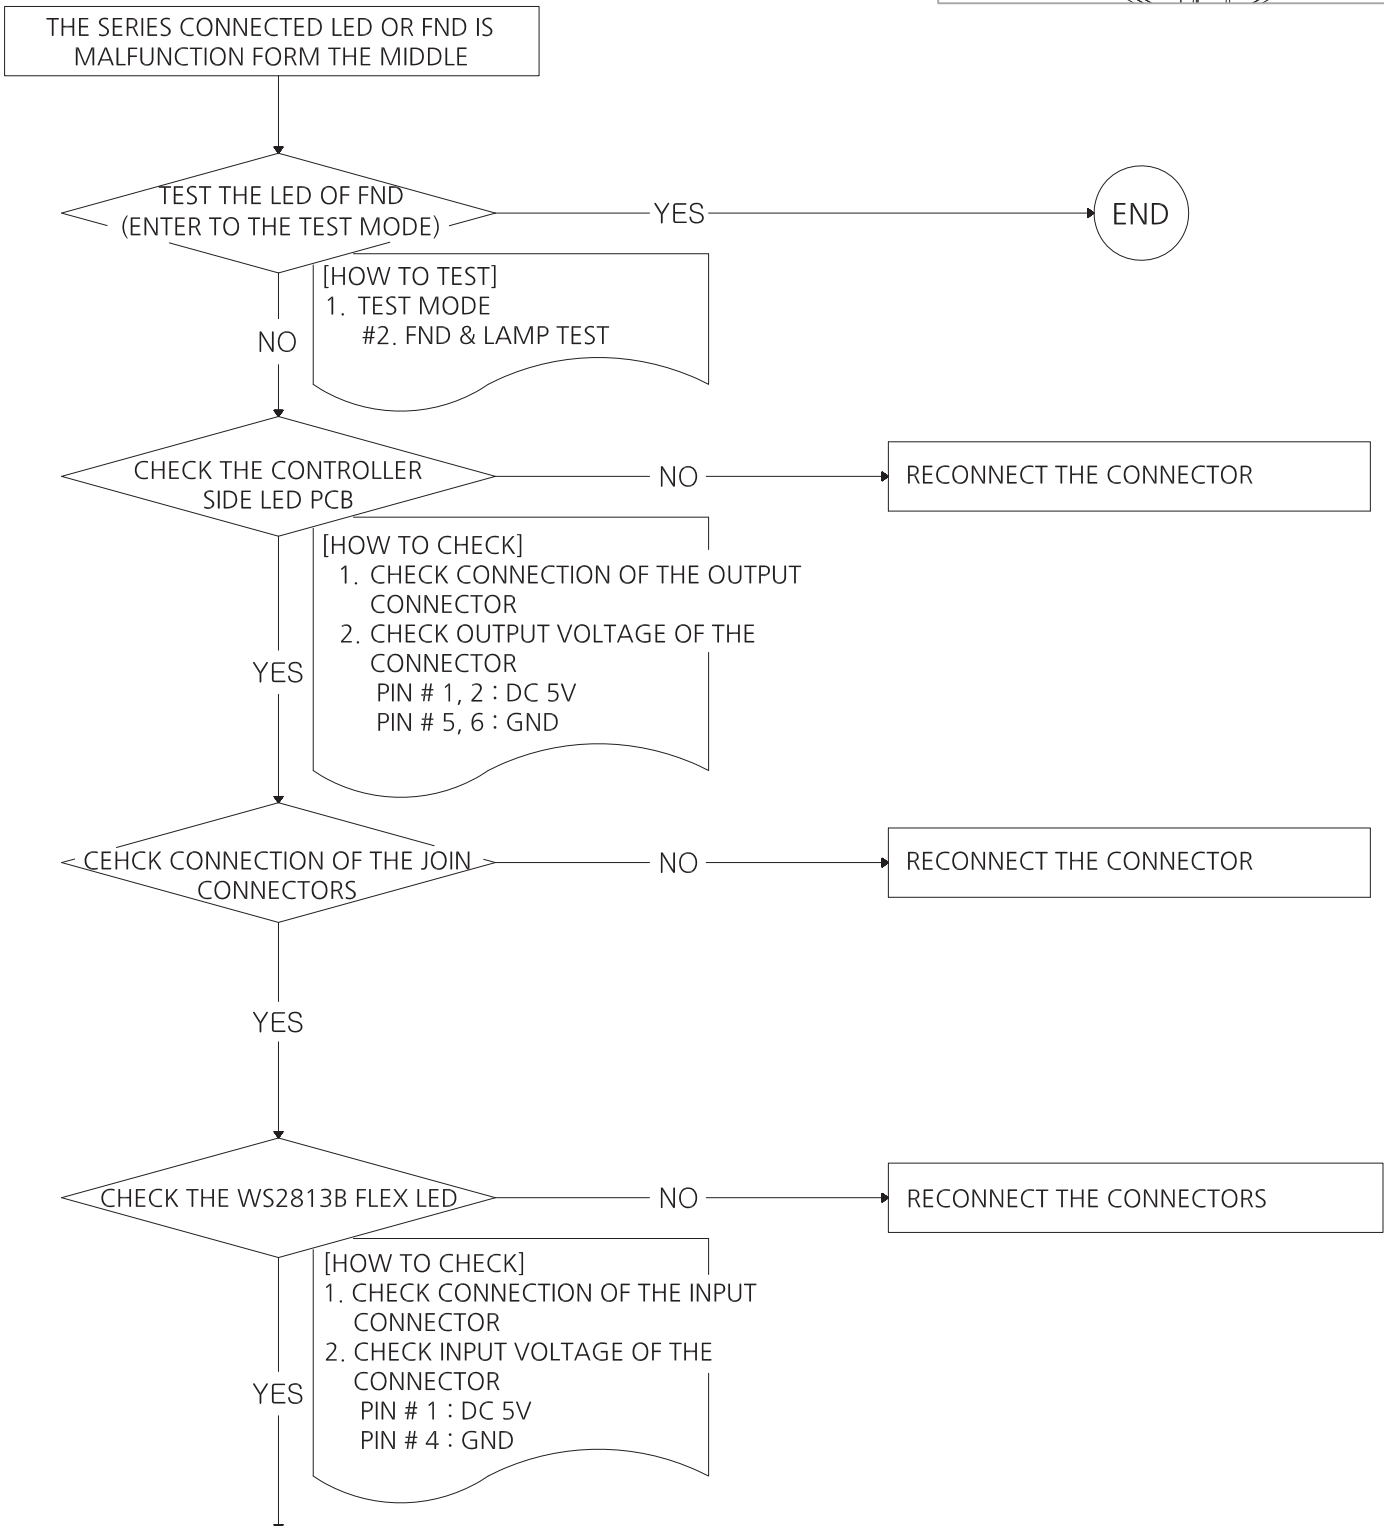 THE SERIES CONNECTED LED OR FND IS
MALFUNCTION FORM THE MIDDLE
TEST THE LED OF FND
(ENTER TO THE TEST MODE)
YES
END
[HOW TO TEST]
1. TEST MODE
#2. FND & LAMP TEST
NO
CHECK THE CONTROLLER
SIDE LED PCB
NO
RECONNECT THE CONNECTOR
[HOW TO CHECK]
1. CHECK CONNECTION OF THE OUTPUT
CONNECTOR
2. CHECK OUTPUT VOLTAGE OF THE
CONNECTOR
PIN # 1, 2 : DC 5V
PIN # 5, 6 : GND
YES
CEHCK CONNECTION OF THE JOIN
CONNECTORS
NO
RECONNECT THE CONNECTOR
YES
CHECK THE WS2813B FLEX LED
NO
RECONNECT THE CONNECTORS
[HOW TO CHECK]
1. CHECK CONNECTION OF THE INPUT
CONNECTOR
2. CHECK INPUT VOLTAGE OF THE
CONNECTOR
PIN # 1 : DC 5V
PIN # 4 : GND
YES